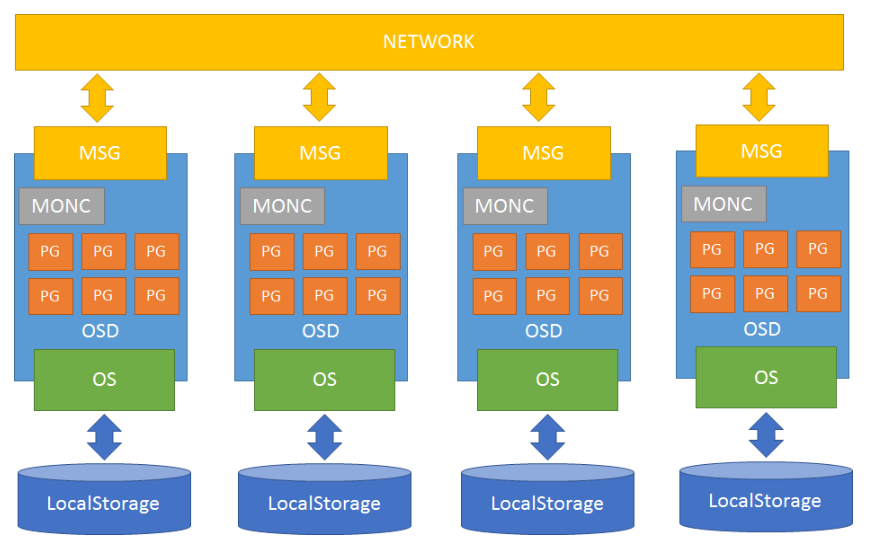 NETWORK
MSG MSG MSG MSG
MONC MONC MONC MONC
PG PG PG PG PG PG PG PG PG PG PG PG
PG PG PG PG PG PG PG PG PG PG PG PG
OSD OSD OSD OSD
OS OS OS OS
LocalStorage LocalStorage LocalStorage LocalStorage